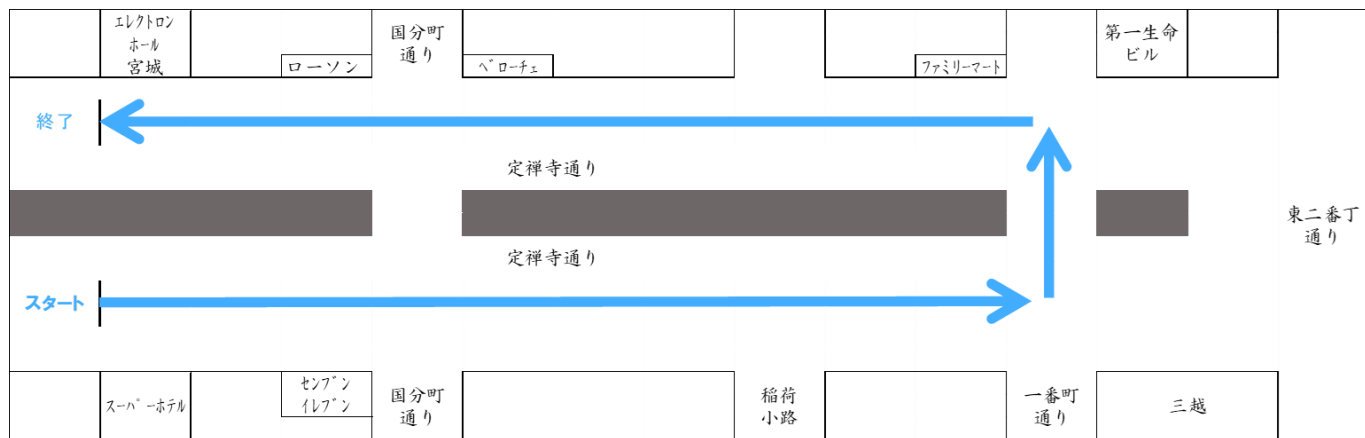 エレクトロン
ホール
宮城
ローソン
国分町
通り
ベローチェ
ファミリーマート
第一生命
ビル
終了
定禅寺通り
東二番丁
通り
定禅寺通り
スタート
スーパーホテル
センブン
イレブン
国分町
通り
稲荷
小路
一番町
通り
三越